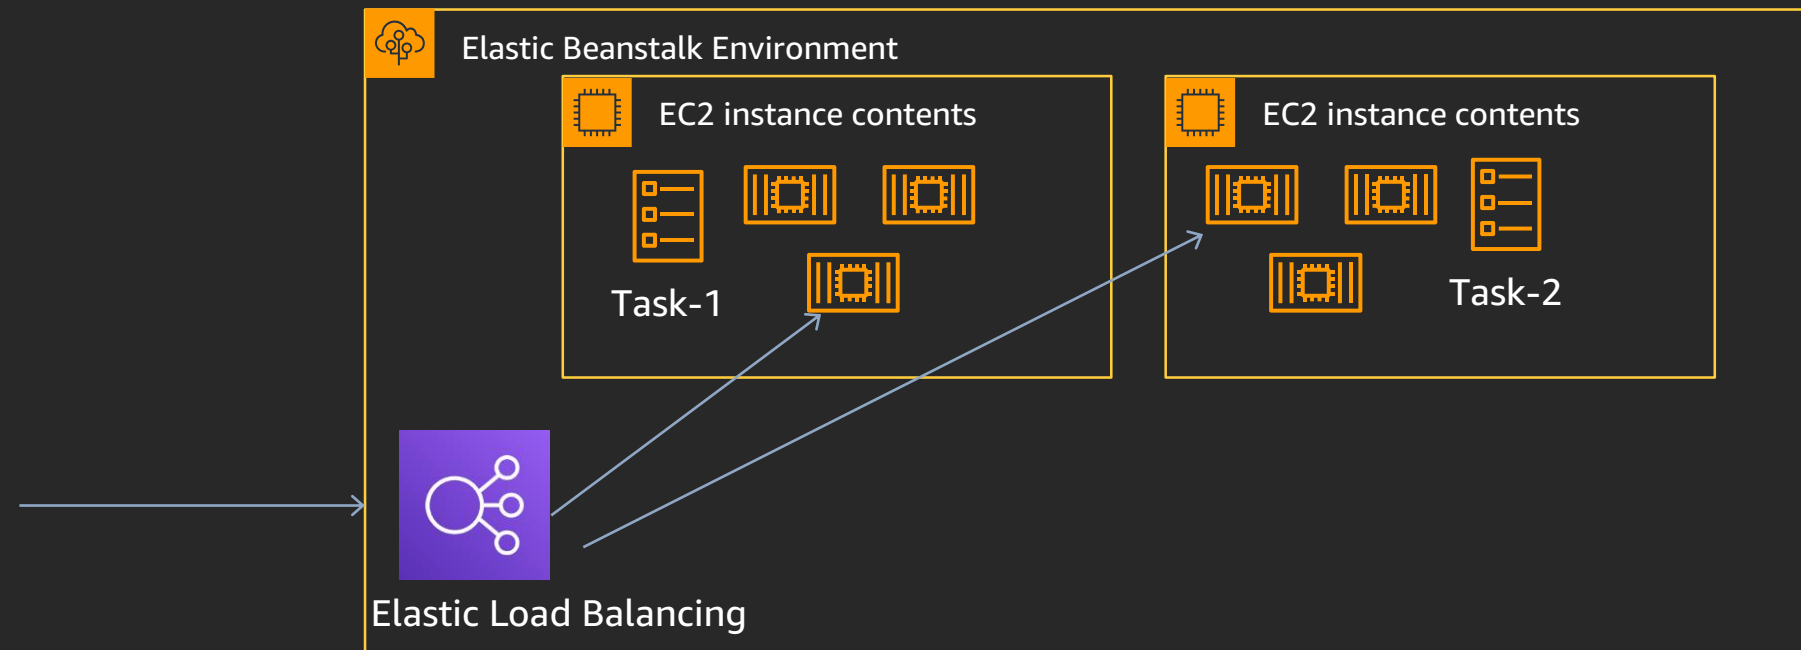 Elastic Beanstalk Environment
EC2 instance contents
EC2 instance contents
Task-1
Task-2
Elastic Load Balancing